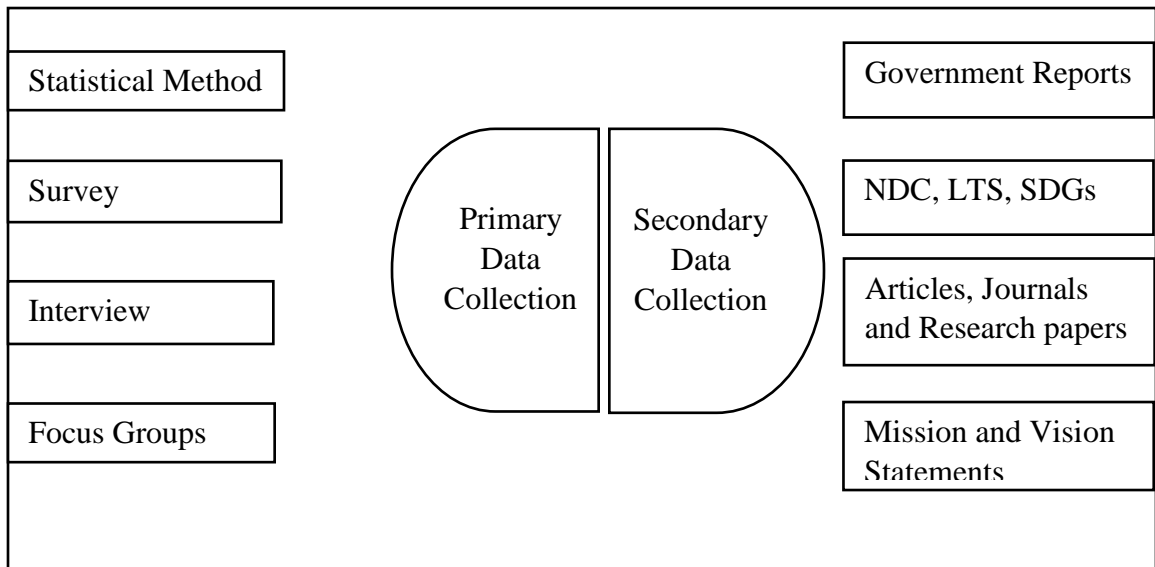 Statistical Method
Survey
Interview
Focus Groups
Primary
Data
Collection
Secondary
Data
Collection
Government Reports
NDC, LTS, SDGs
Articles, Journals
and Research papers
Mission and Vision
Statements